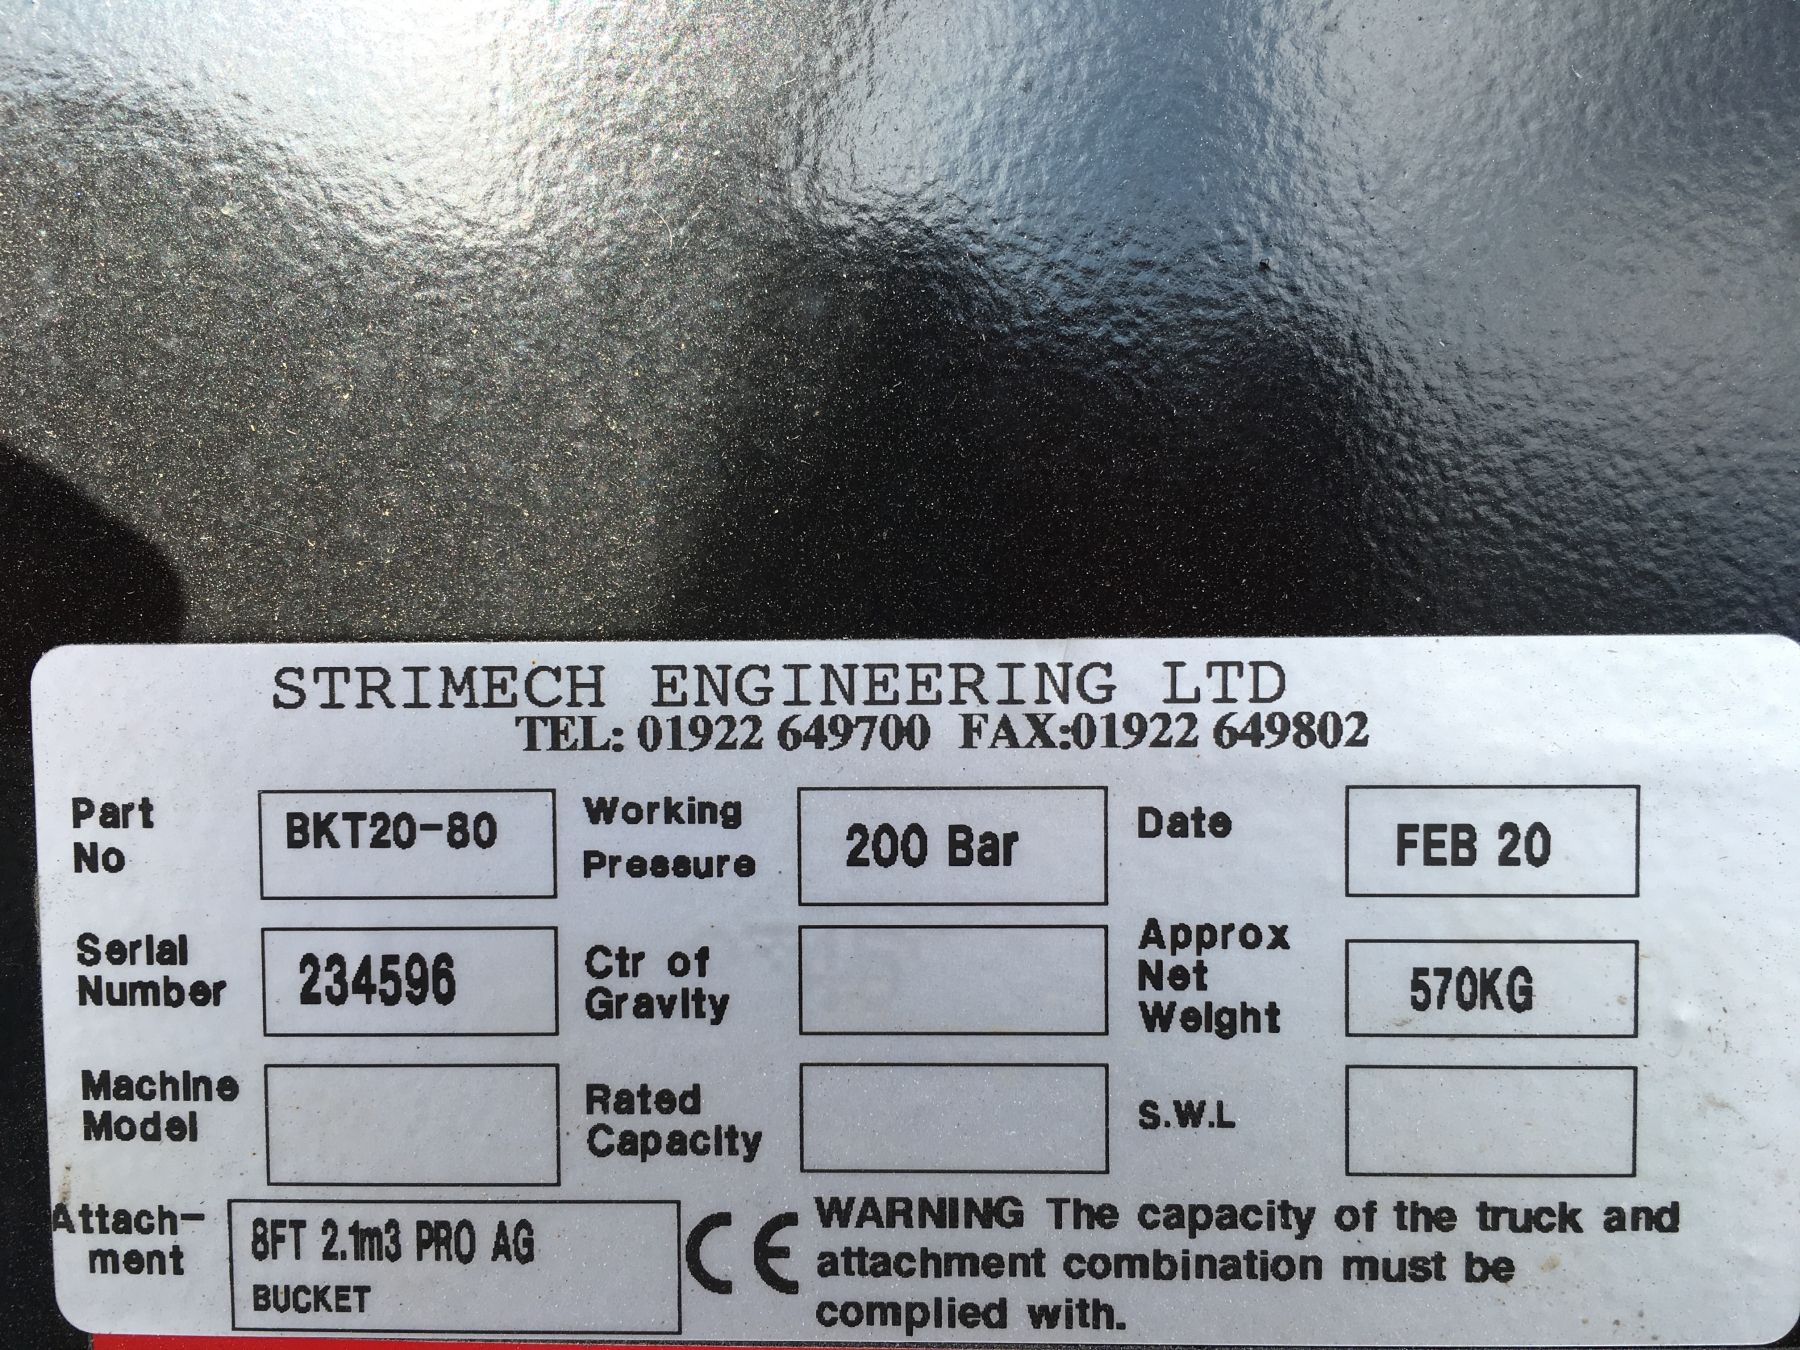 STRIMECH ENGINEERING LTD
TEL: 01922 649700 FAX:01922 649802
Part No BKT20-80 Working Pressure 200 Bar Date FEB 20
Serial Number 234596 Ctr of Gravity Approx Net Weight 570KG
Machine Model Rated Capacity S.W.L
Attach-ment 8FT 2.1m3 PRO AG BUCKET
CE
WARNING The capacity of the truck and
attachment combination must be
complied with.